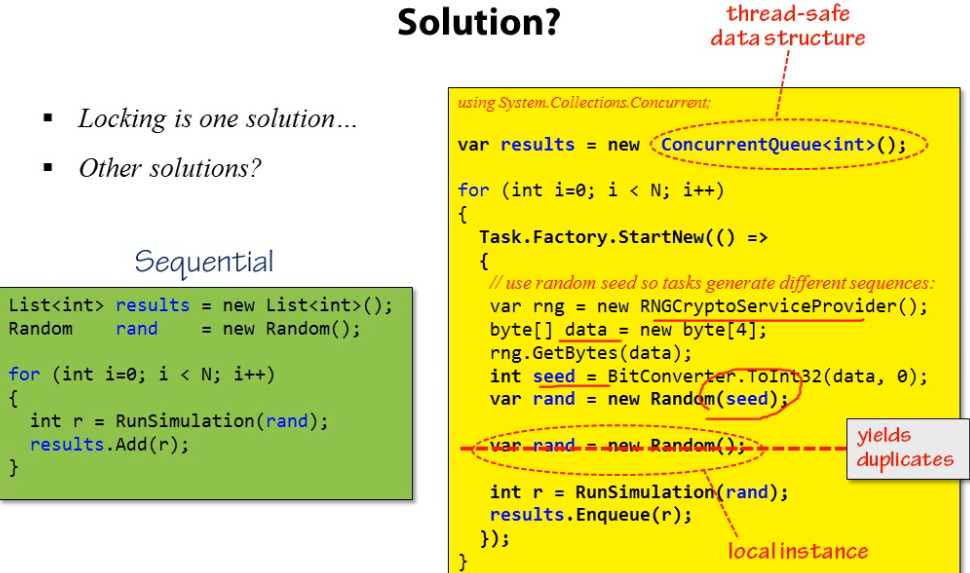 Solution?
thread-safe
data structure
▪ Locking is one solution…
▪ Other solutions?
Sequential
List<int> results = new List<int>();
Random rand = new Random();
for (int i=0; i < N; i++)
{
int r = RunSimulation(rand);
results.Add(r);
}
using System.Collections.Concurrent;
var results = new ConcurrentQueue<int>();
for (int i=0; i < N; i++)
{
Task.Factory.StartNew(() =>
{
// use random seed so tasks generate different sequences:
var rng = new RNGCryptoServiceProvider();
byte[] data = new byte[4];
rng.GetBytes(data);
int seed = BitConverter.ToInt32(data, 0);
var rand = new Random(seed);
var rand = new Random();
yields
duplicates
int r = RunSimulation(rand);
results.Enqueue(r);
});
local instance
}